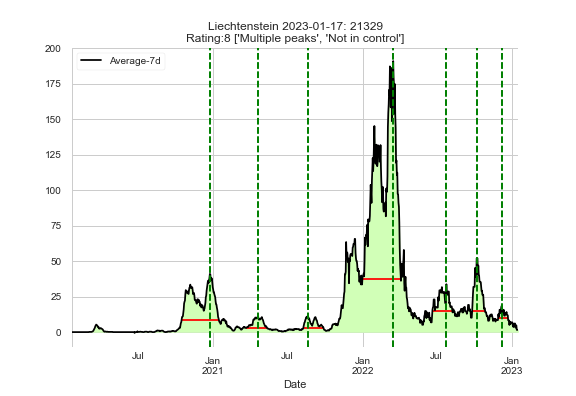 Liechtenstein 2023-01-17: 21329
Rating:8 ['Multiple peaks', 'Not in control']
Average-7d
200
175
150
125
100
75
50
25
0
Jul
Jan
2021
Jul
Jan
2022
Jul
Jan
2023
Date